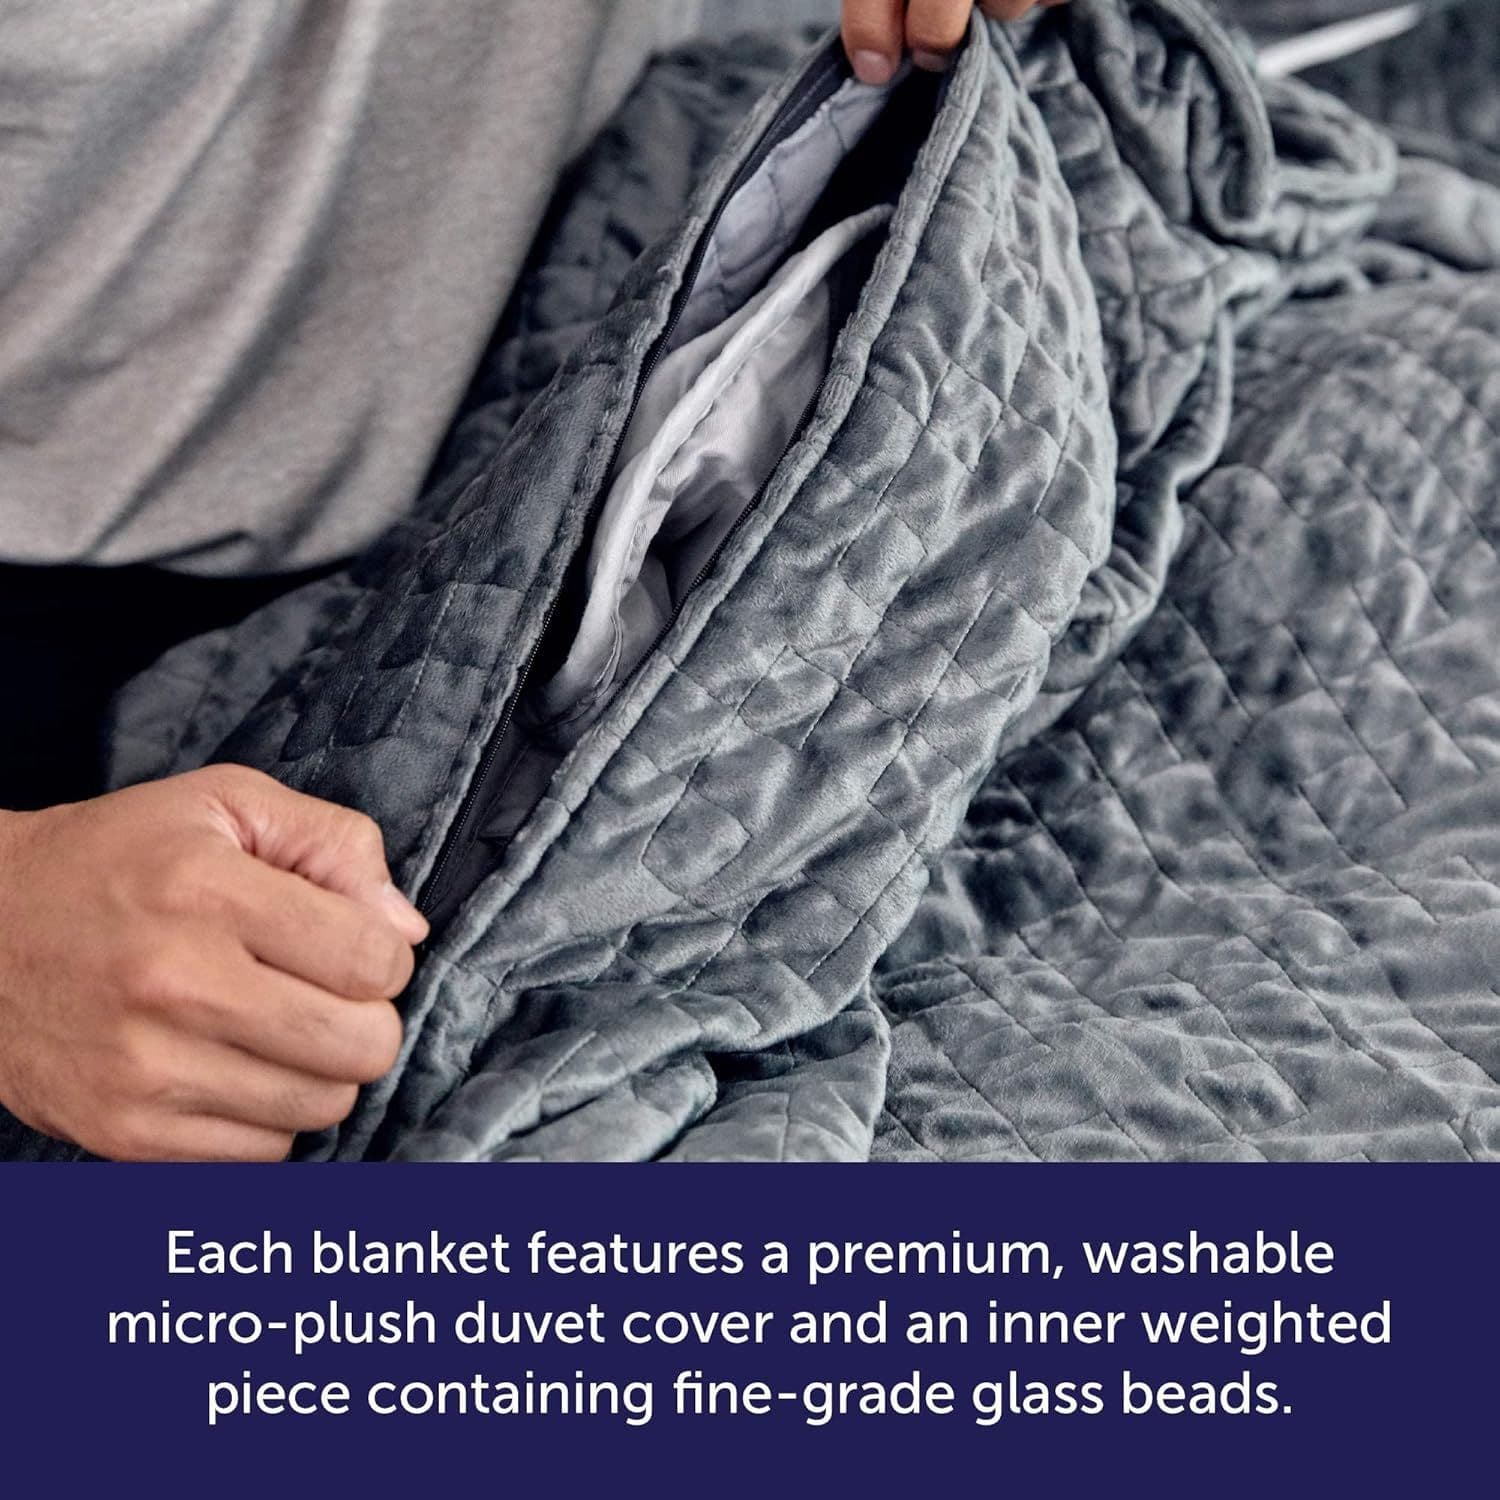 Each blanket features a premium, washable
micro-plush duvet cover and an inner weighted
piece containing fine-grade glass beads.